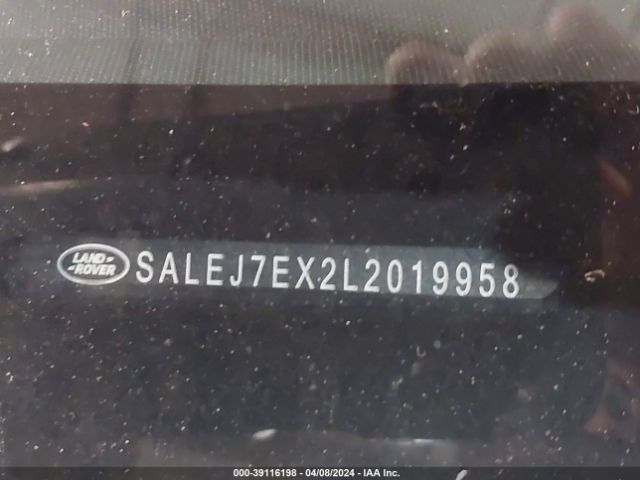 LAND-
-ROVER
SALEJ7EX2L2019958
000-39116198 - 04/08/2024 - IAA Inc.